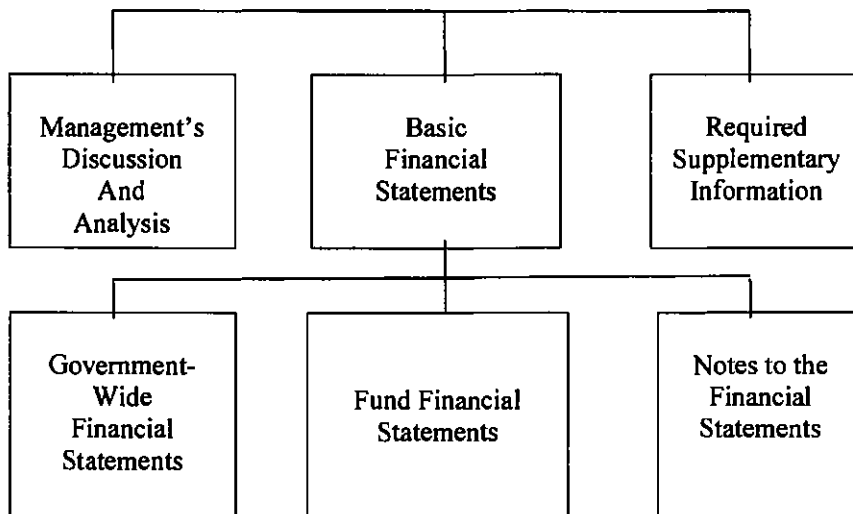 Management's
Discussion
And
Analysis
Basic
Financial
Statements
Required
Supplementary
Information
Government-
Wide
Financial
Statements
Fund Financial
Statements
Notes to the
Financial
Statements